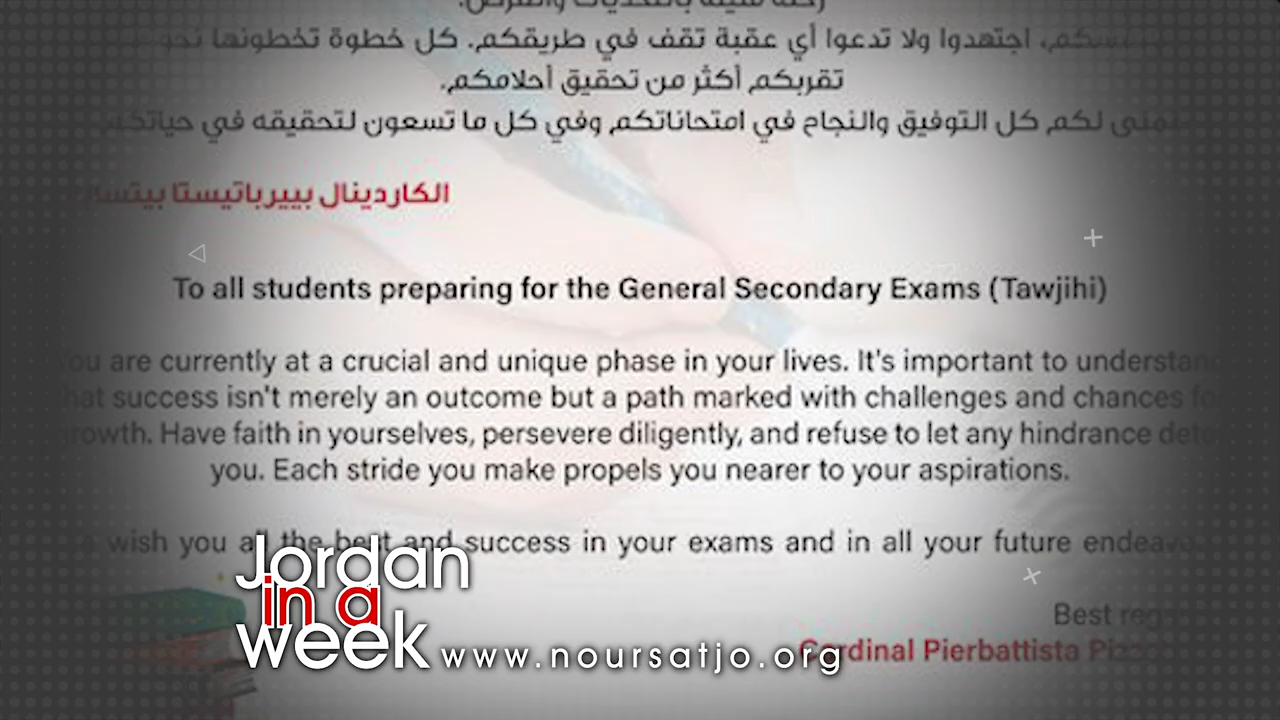 اجتهدوا ولا تدعوا أي عقبة تقف في طريقكم. كل خطوة تخطونها
تقربكم أكثر من تحقيق أحلامكم.
لكم كل التوفيق والنجاح في امتحاناتكم وفي كل ما تسعون لتحقيقه في
الكاردينال بييرباتيستا
To all students preparing for the General Secondary Exams (Tawjihi)
are currently at a crucial and unique phase in your lives. It's important to understand
success isn't merely an outcome but a path marked with challenges and chances
Have faith in yourselves, persevere diligently, and refuse to let any hindrance
you. Each stride you make propels you nearer to your aspirations.
wish you all the best and success in your exams and in all your future
Best
Cardinal Pierbattista
Jordan
in a
week
www.noursatjo.org